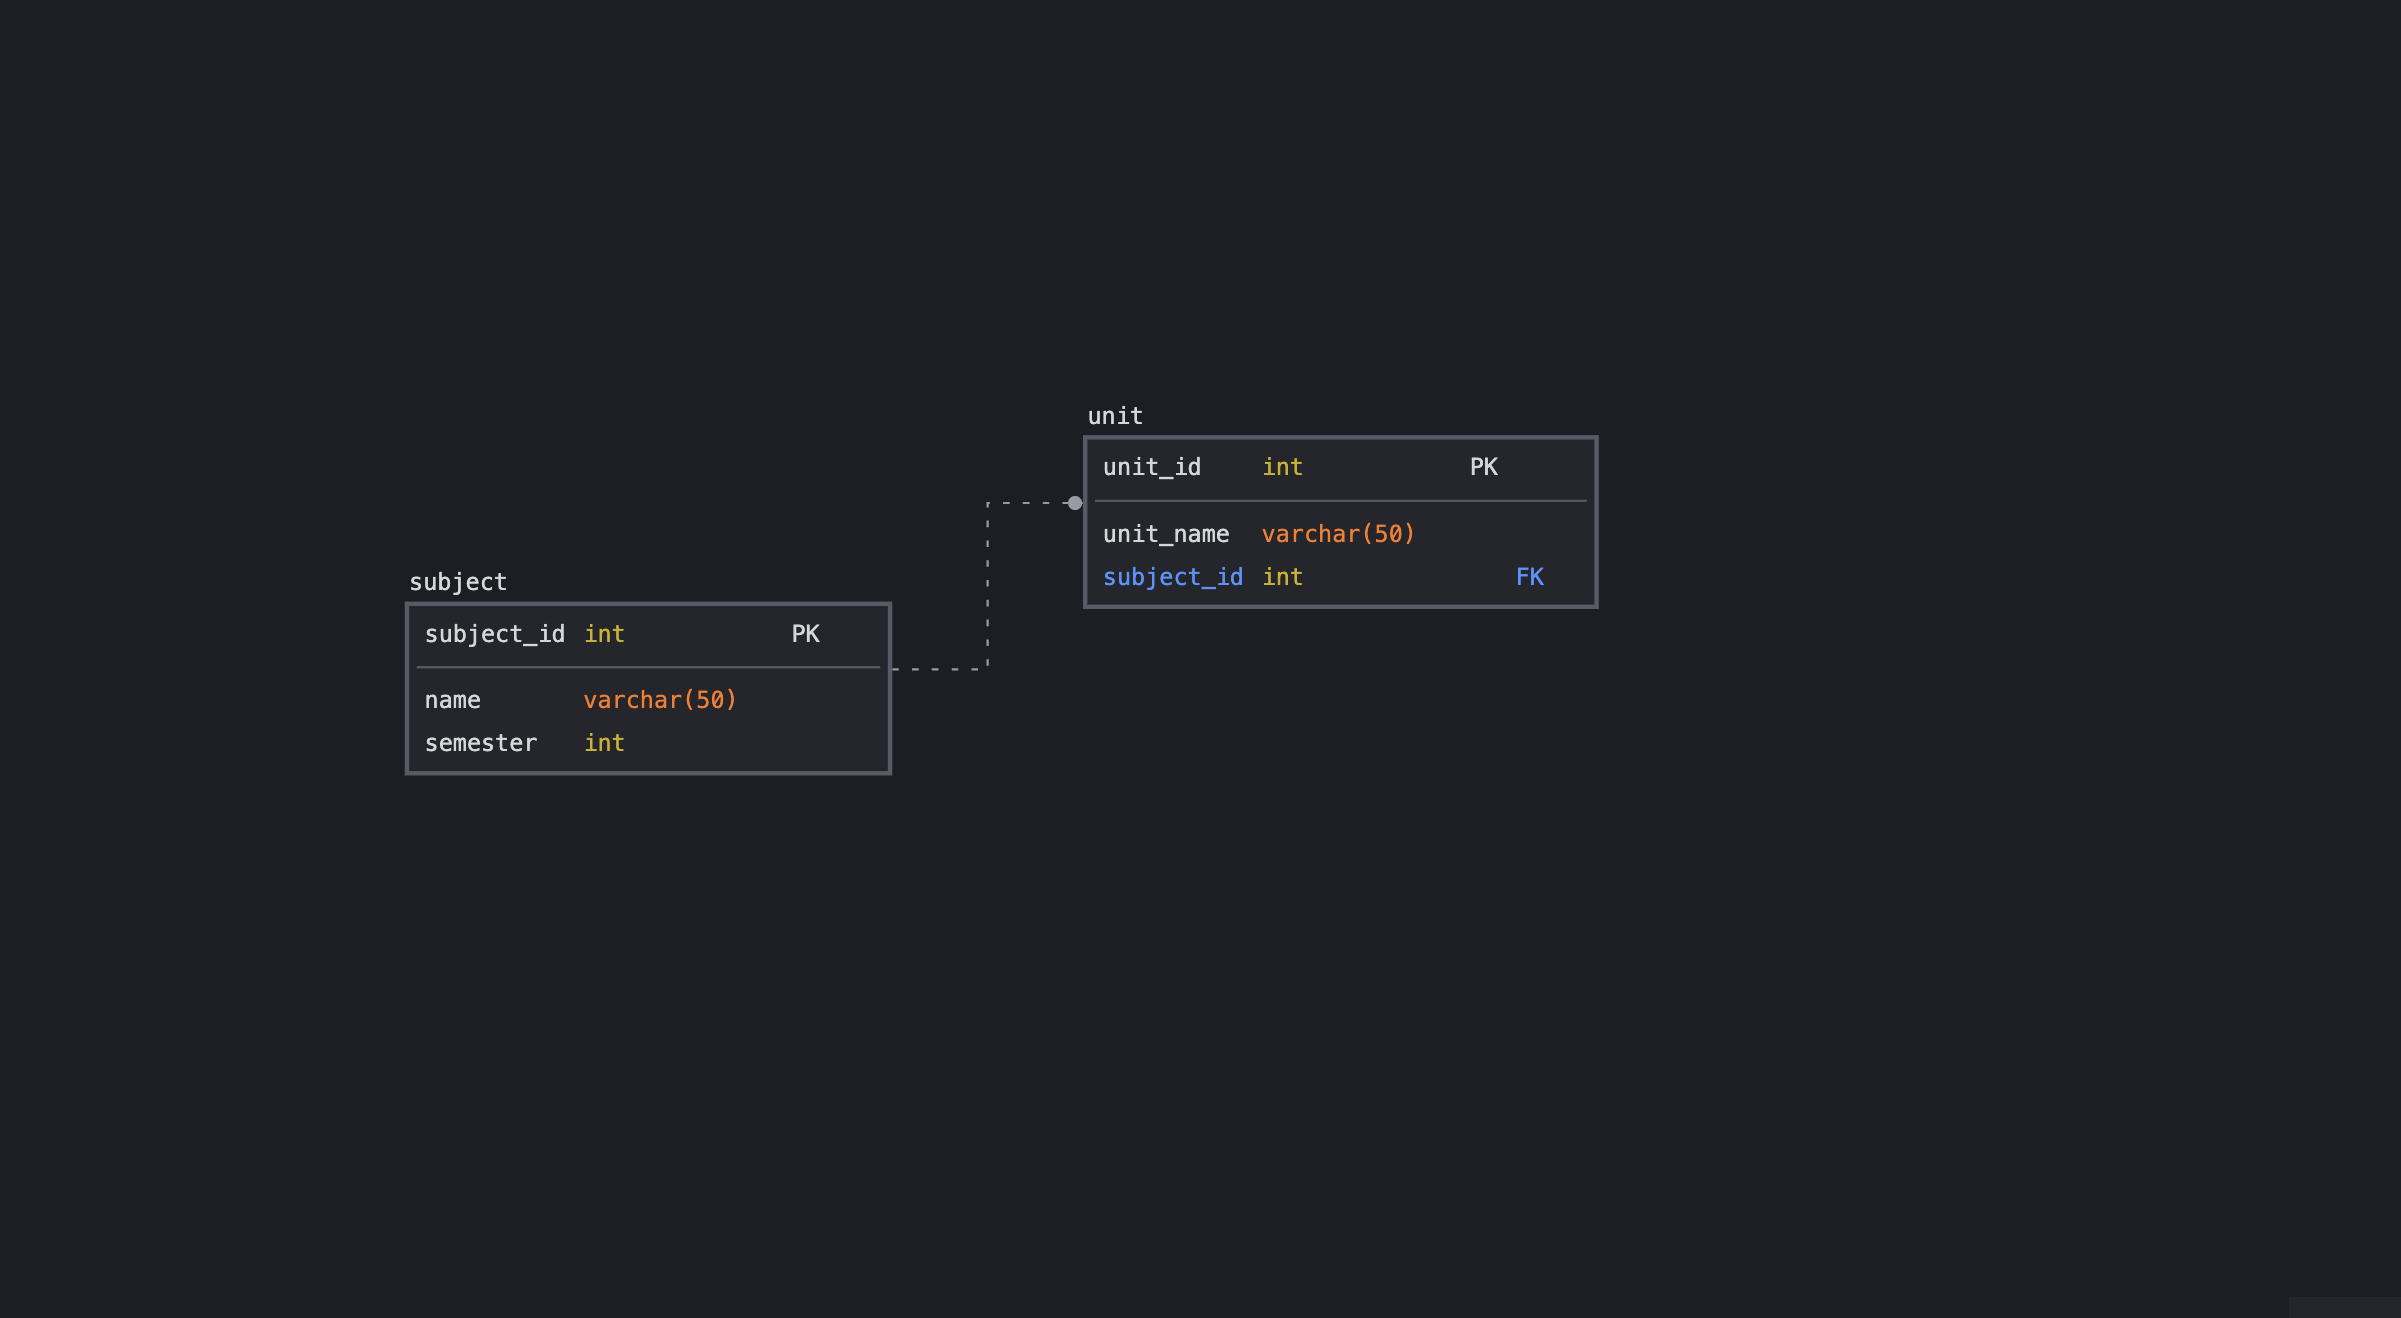 unit
unit_id int PK
unit_name varchar(50)
subject_id int FK
subject
subject_id int PK
name varchar(50)
semester int